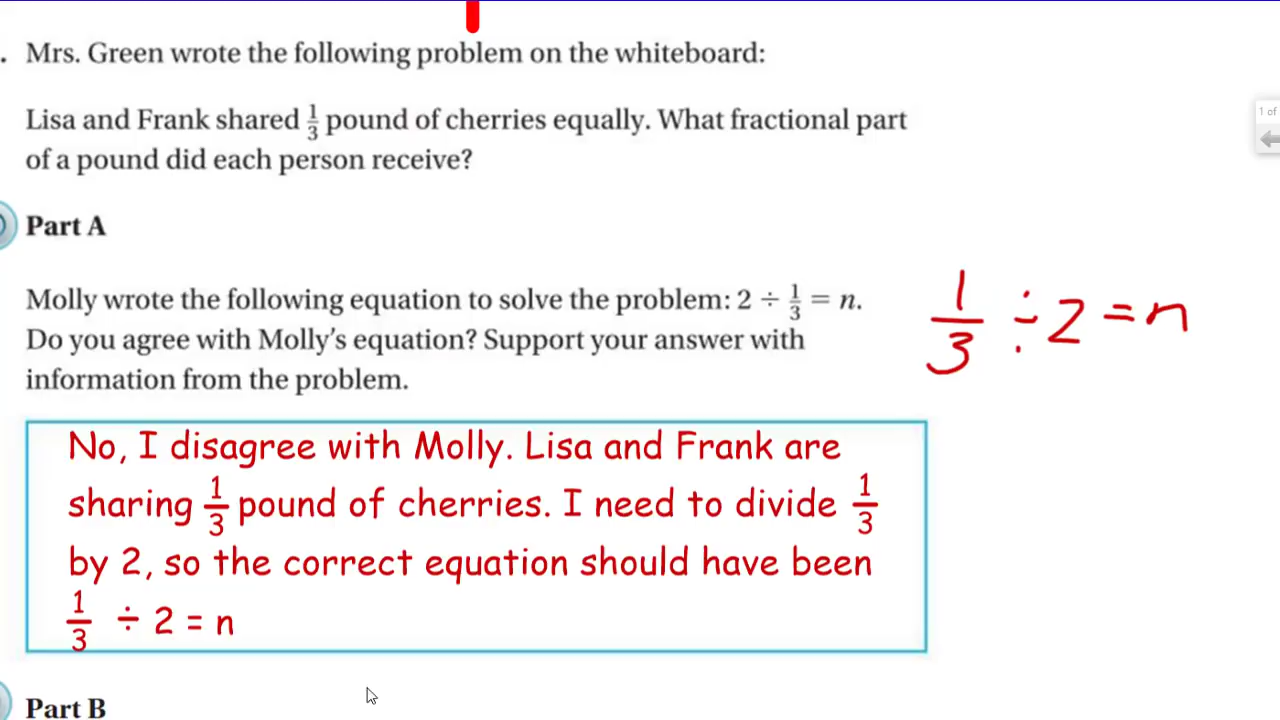 . Mrs. Green wrote the following problem on the whiteboard:
Lisa and Frank shared 1/3 pound of cherries equally. What fractional part
of a pound did each person receive?
Part A
Molly wrote the following equation to solve the problem: 2 ÷ 1/3 = n.
Do you agree with Molly's equation? Support your answer with
information from the problem.
1/3 ÷ 2 = n
No, I disagree with Molly. Lisa and Frank are
sharing 1/3 pound of cherries. I need to divide 1/3
by 2, so the correct equation should have been
1/3 ÷ 2 = n
Part B
1 of